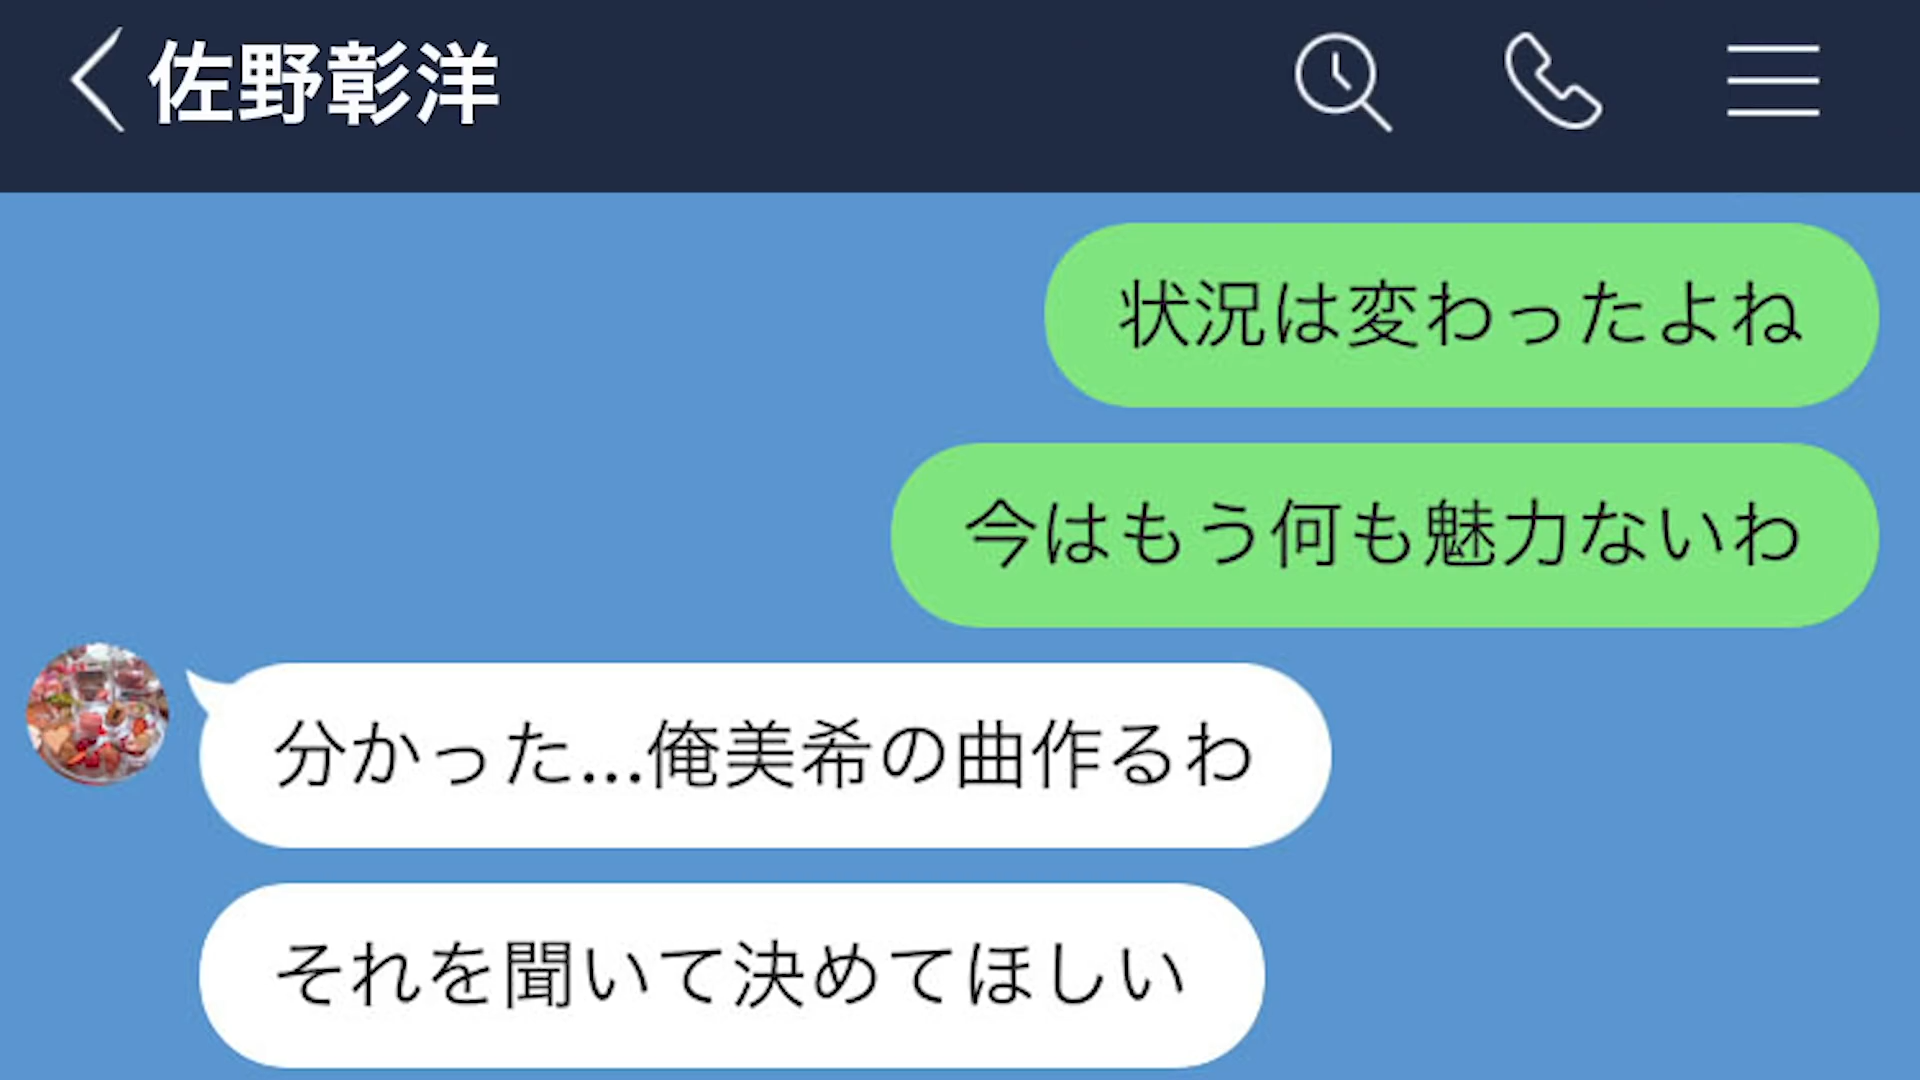 佐野彰洋
状況は変わったよね
今はもう何も魅力ないわ
分かった...俺美希の曲作るわ
それを聞いて決めてほしい